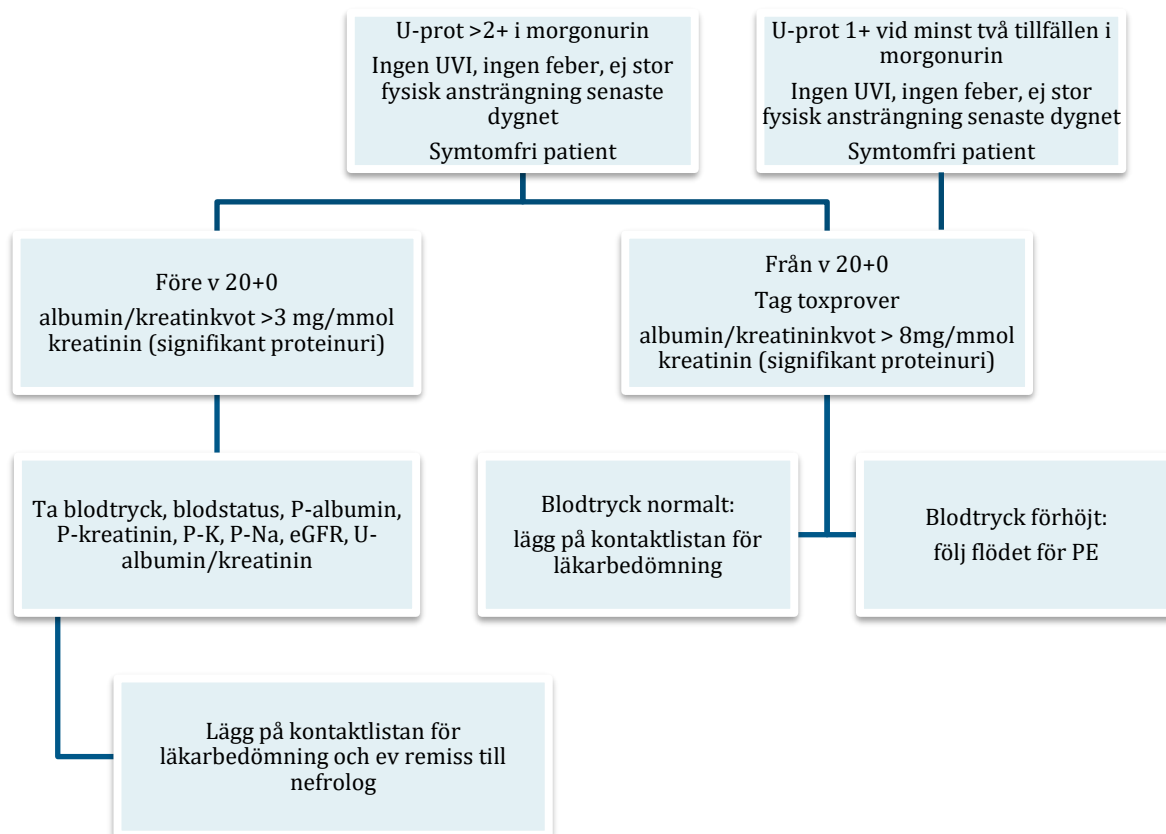 U-prot >2+ i morgonurin
Ingen UVI, ingen feber, ej stor
fysisk ansträngning senaste
dygnet
Symtomfri patient
U-prot 1+ vid minst två tillfällen i
morgonurin
Ingen UVI, ingen feber, ej stor
fysisk ansträngning senaste dygnet
Symtomfri patient
Före v 20+0
albumin/kreatinkvot >3 mg/mmol
kreatinin (signifikant proteinuri)
Från v 20+0
Tag toxprover
albumin/kreatininkvot > 8mg/mmol
kreatinin (signifikant proteinuri)
Ta blodtryck, blodstatus, P-albumin,
P-kreatinin, P-K, P-Na, eGFR, U-
albumin/kreatinin
Blodtryck normalt:
lägg på kontaktlistan för
läkarbedömning
Blodtryck förhöjt:
följ flödet för PE
Lägg på kontaktlistan för
läkarbedömning och ev remiss till
nefrolog